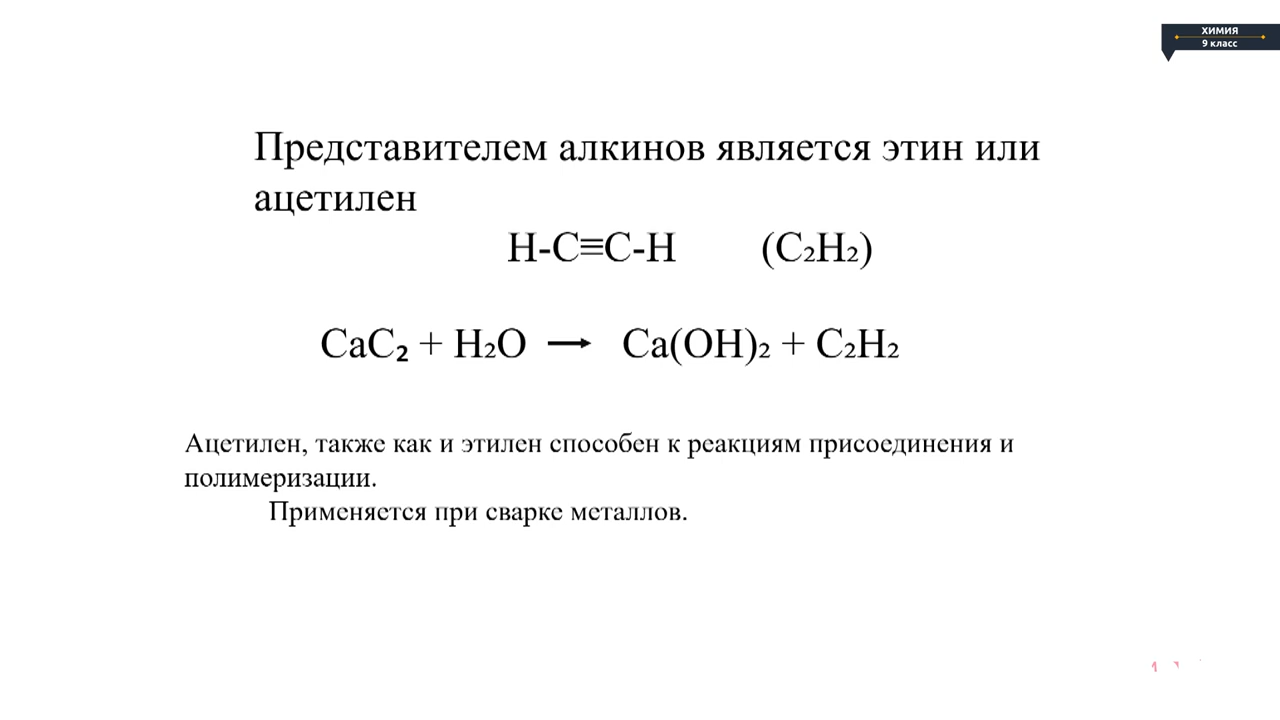 ХИМИЯ
9 класс
Представителем алкинов является этин или
ацетилен
H-C≡C-H (C₂H₂)
CaC₂ + H₂O → Ca(OH)₂ + C₂H₂
Ацетилен, также как и этилен способен к реакциям присоединения и
полимеризации.
Применяется при сварке металлов.